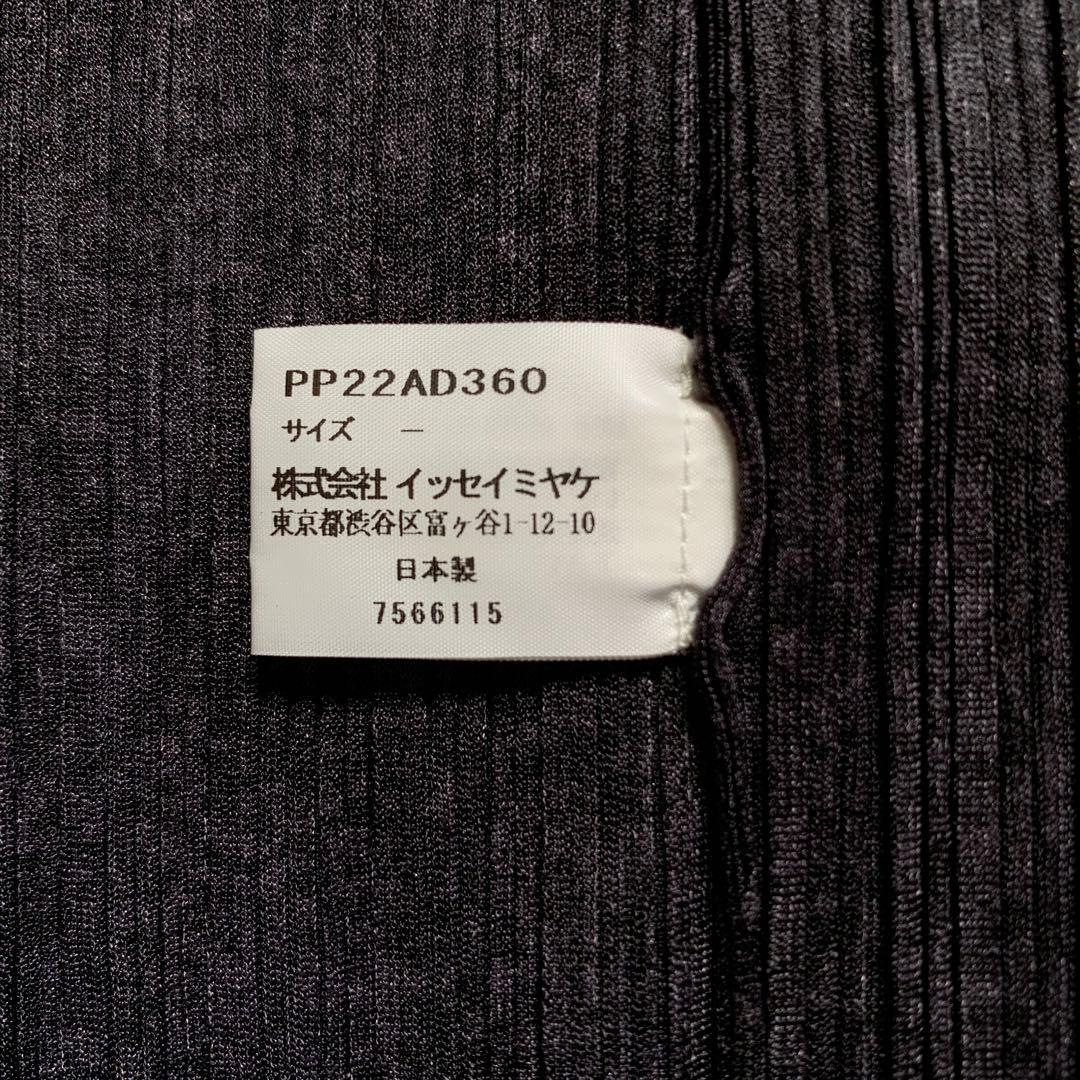 PP22AD360
サイズ －
株式会社 イッセイミヤケ
東京都渋谷区富ヶ谷1-12-10
日本製
7566115